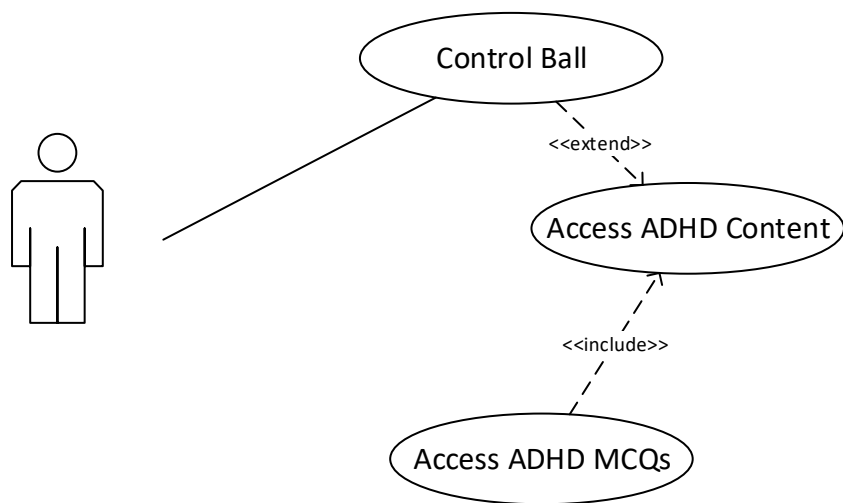 Control Ball
<<extend>>
Access ADHD Content
<<include>>
Access ADHD MCQs